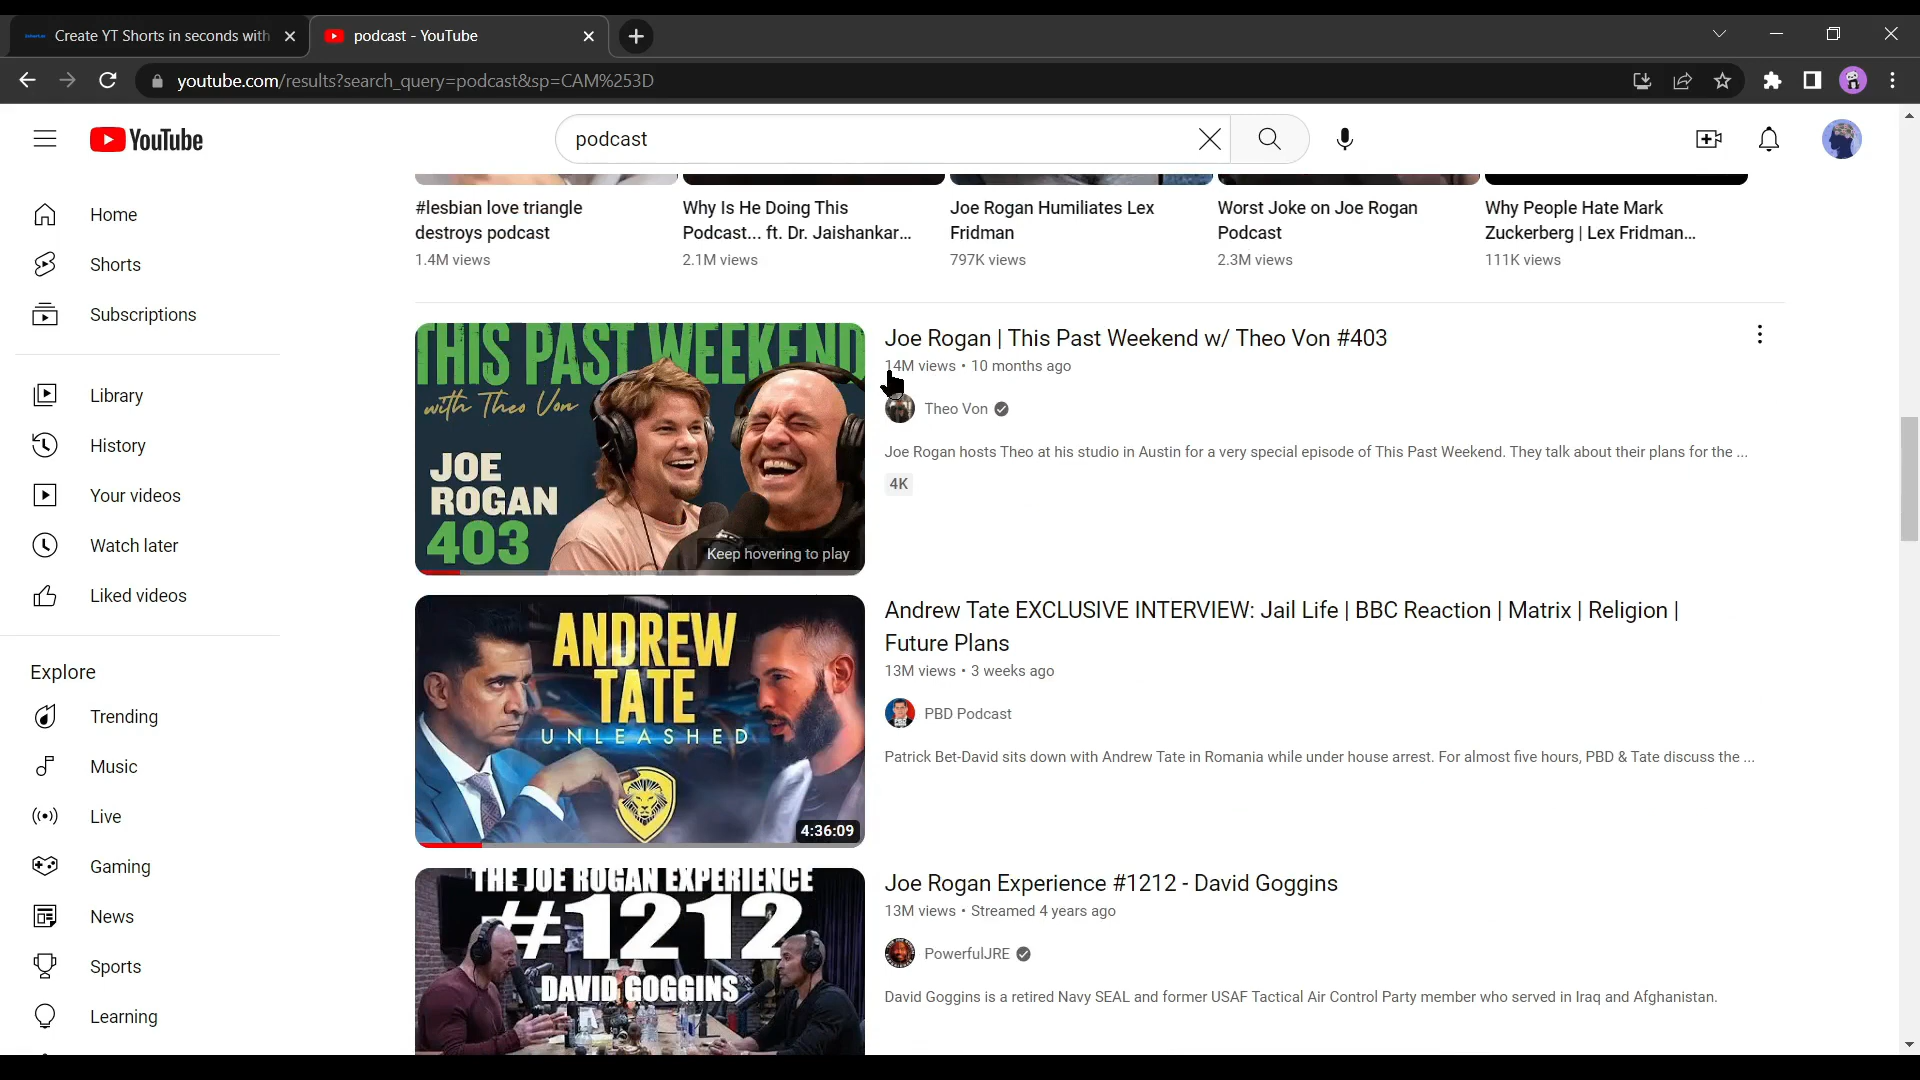 Create YT Shorts in seconds with
podcast - YouTube
youtube.com/results?search_query=podcast&sp=CAM%253D
YouTube
podcast
#lesbian love triangle
destroys podcast
1.4M views
Why Is He Doing This
Podcast... ft. Dr. Jaishankar...
2.1M views
Joe Rogan Humiliates Lex
Fridman
797K views
Worst Joke on Joe Rogan
Podcast
2.3M views
Why People Hate Mark
Zuckerberg | Lex Fridman...
111K views
Home
Shorts
Subscriptions
Library
History
Your videos
Watch later
Liked videos
Explore
Trending
Music
Live
Gaming
News
Sports
Learning
THIS PAST WEEKEND
with Theo Von
JOE
ROGAN
403
Keep hovering to play
Joe Rogan | This Past Weekend w/ Theo Von #403
14M views • 10 months ago
Theo Von
Joe Rogan hosts Theo at his studio in Austin for a very special episode of This Past Weekend. They talk about their plans for the ...
4K
ANDREW
TATE
UNLEASHED
4:36:09
Andrew Tate EXCLUSIVE INTERVIEW: Jail Life | BBC Reaction | Matrix | Religion |
Future Plans
13M views • 3 weeks ago
PBD Podcast
Patrick Bet-David sits down with Andrew Tate in Romania while under house arrest. For almost five hours, PBD & Tate discuss the ...
THE JOE ROGAN EXPERIENCE
#1212
DAVID GOGGINS
Joe Rogan Experience #1212 - David Goggins
13M views • Streamed 4 years ago
PowerfulJRE
David Goggins is a retired Navy SEAL and former USAF Tactical Air Control Party member who served in Iraq and Afghanistan.